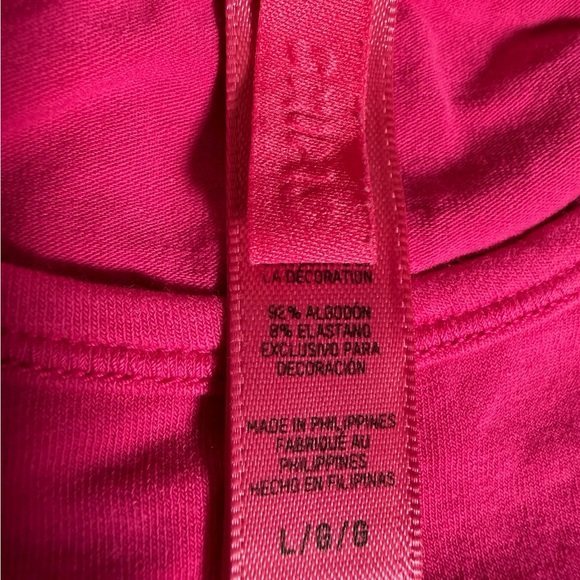 LA DÉCORATION
92% ALGODÓN
8% ELASTANO
EXCLUSIVO PARA
DECORACIÓN
MADE IN PHILIPPINES
FABRIQUÉ AU
PHILIPPINES
HECHO EN FILIPINAS
L/G/G